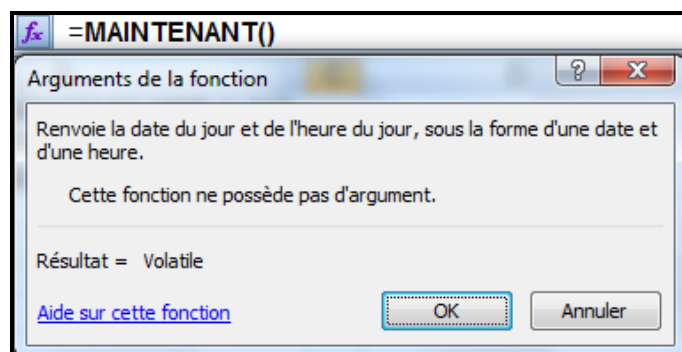 fx =MAINTENANT()
Arguments de la fonction
Renvoie la date du jour et de l'heure du jour, sous la forme d'une date et
d'une heure.
Cette fonction ne possède pas d'argument.
Résultat = Volatile
Aide sur cette fonction OK Annuler